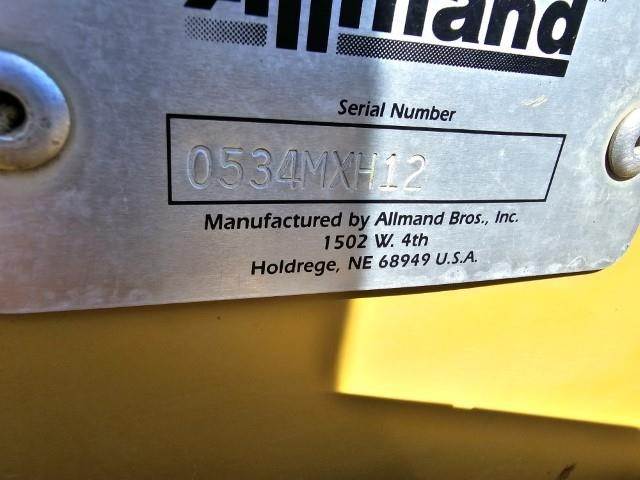 Allmand
Serial Number
0534MXH12
Manufactured by Allmand Bros., Inc.
1502 W. 4th
Holdrege, NE 68949 U.S.A.